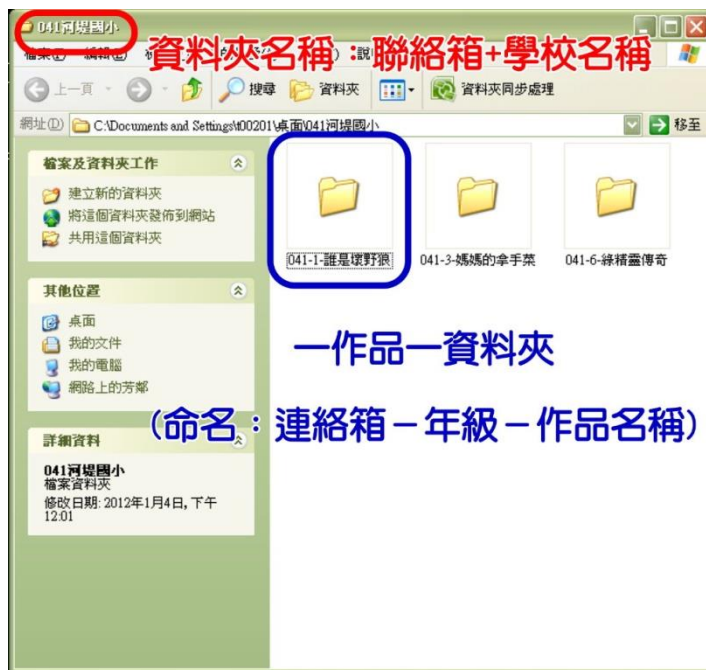 041河堤國小
資料夾名稱：聯絡箱+學校名稱
上一頁
搜尋
資料夾
資料夾同步處理
網址(D)
C:\Documents and Settings\t00201\桌面\041河堤國小
移至
檔案及資料夾工作
建立新的資料夾
將這個資料夾發佈到網站
共用這個資料夾
041-1-誰是壞野狼
041-3-媽媽的拿手菜
041-6-綠精靈傳奇
其他位置
桌面
我的文件
我的電腦
網路上的芳鄰
一作品一資料夾
(命名：連絡箱－年級－作品名稱)
詳細資料
041河堤國小
檔案資料夾
修改日期: 2012年1月4日, 下午
12:01